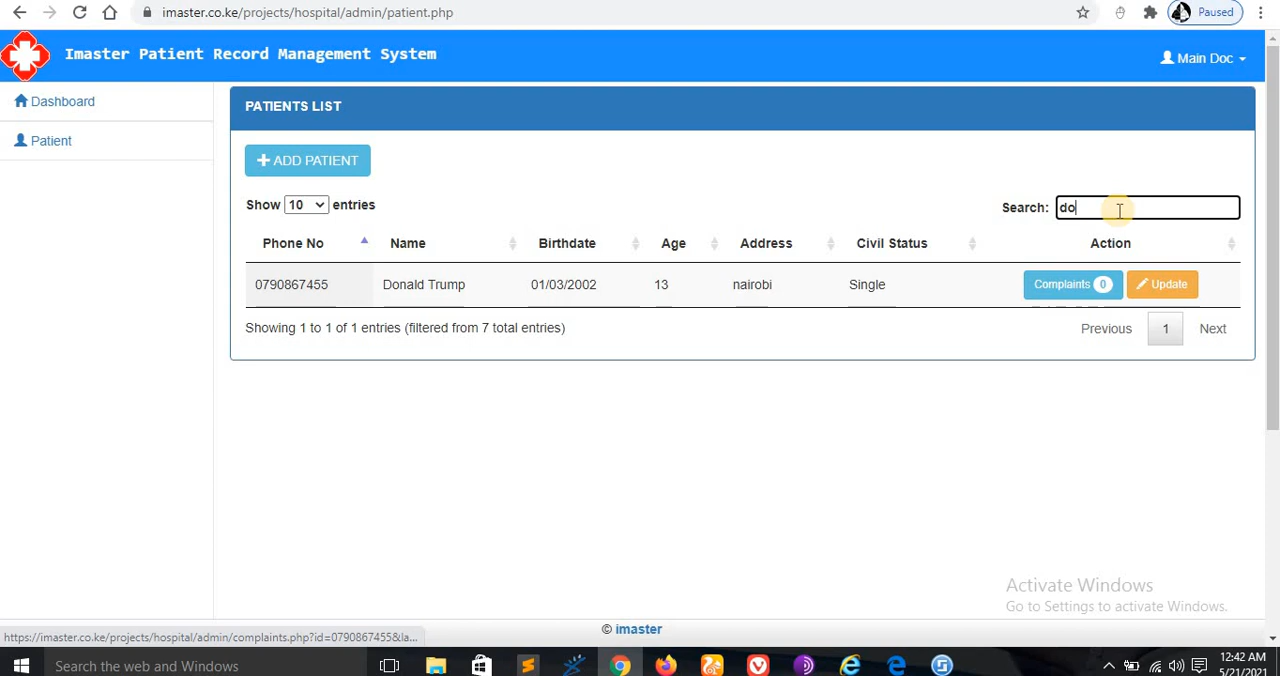 imaster.co.ke/projects/hospital/admin/patient.php
Paused
Imaster Patient Record Management System
Main Doc
Dashboard
Patient
PATIENTS LIST
ADD PATIENT
Show 10 entries
Search: do
Phone No Name Birthdate Age Address Civil Status Action
0790867455 Donald Trump 01/03/2002 13 nairobi Single Complaints 0 Update
Showing 1 to 1 of 1 entries (filtered from 7 total entries)
Previous 1 Next
Activate Windows
Go to Settings to activate Windows.
© imaster
https://imaster.co.ke/projects/hospital/admin/complaints.php?id=0790867455&la...
Search the web and Windows
12:42 AM
5/21/2021